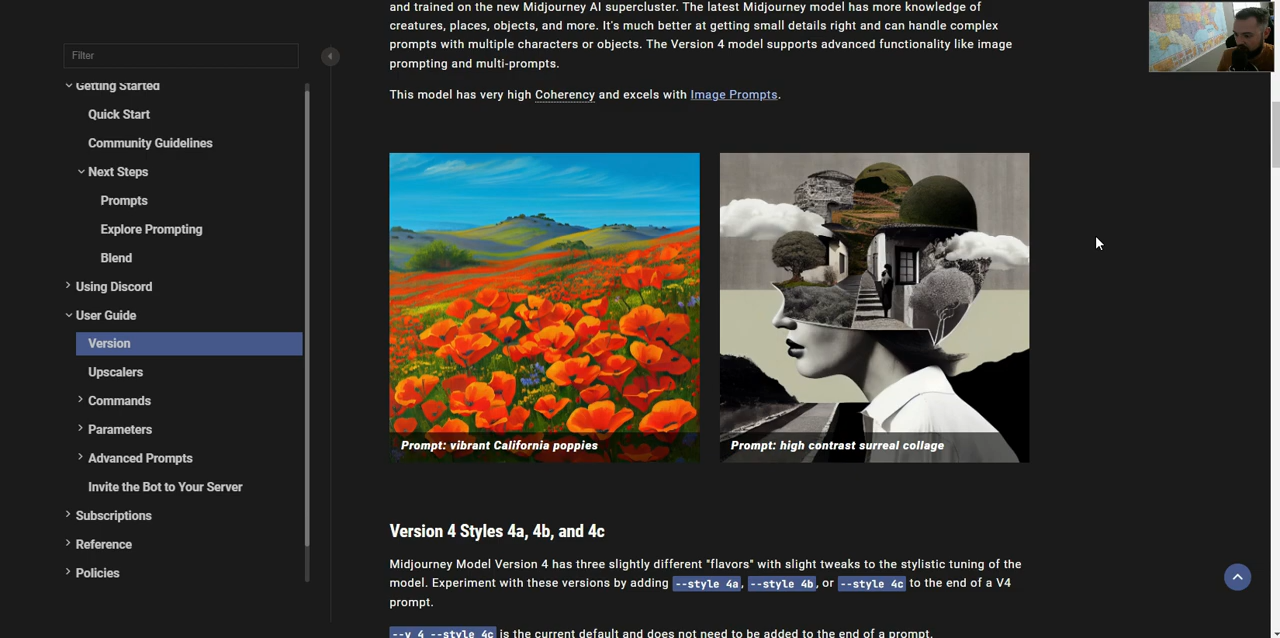 and trained on the new Midjourney AI supercluster. The latest Midjourney model has more knowledge of
creatures, places, objects, and more. It's much better at getting small details right and can handle complex
prompts with multiple characters or objects. The Version 4 model supports advanced functionality like image
prompting and multi-prompts.
This model has very high Coherency and excels with Image Prompts.
Filter
Getting Started
Quick Start
Community Guidelines
Next Steps
Prompts
Explore Prompting
Blend
Using Discord
User Guide
Version
Upscalers
Commands
Parameters
Advanced Prompts
Invite the Bot to Your Server
Subscriptions
Reference
Policies
Prompt: vibrant California poppies
Prompt: high contrast surreal collage
Version 4 Styles 4a, 4b, and 4c
Midjourney Model Version 4 has three slightly different "flavors" with slight tweaks to the stylistic tuning of the
model. Experiment with these versions by adding --style 4a, --style 4b, or --style 4c to the end of a V4
prompt.
--v 4 --style 4c is the current default and does not need to be added to the end of a prompt.